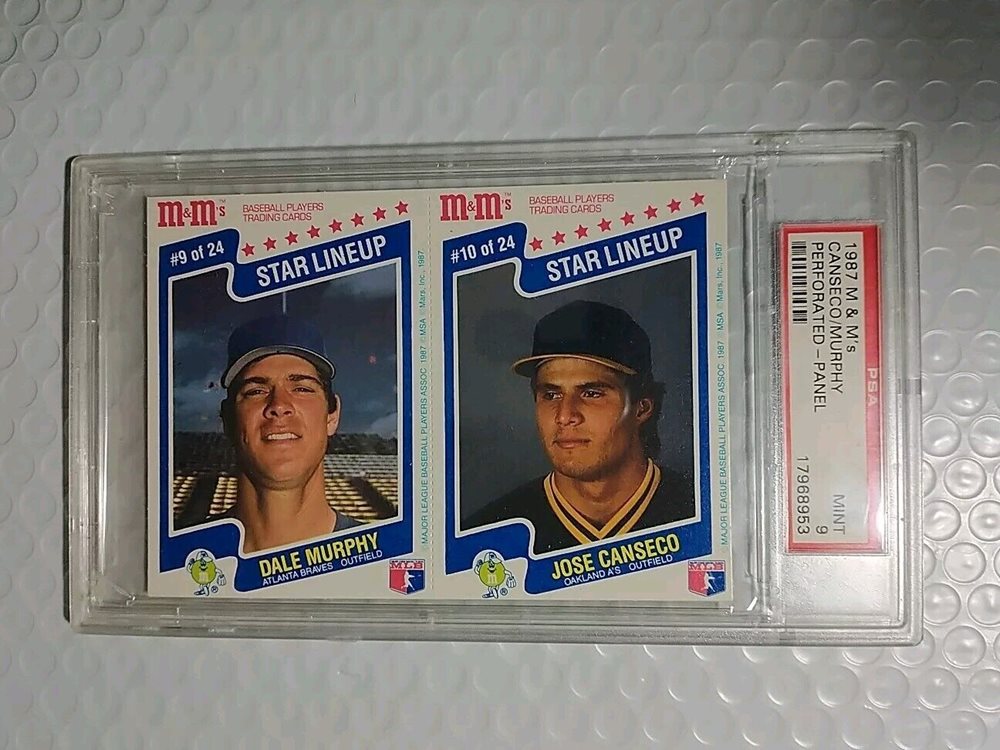 m&m's™
BASEBALL PLAYERS
TRADING CARDS
#9 of 24
STAR LINEUP
MAJOR LEAGUE BASEBALL PLAYERS ASSOC. 1987 © MSA © Mars, Inc., 1987
DALE MURPHY
ATLANTA BRAVES OUTFIELD
m
®
m&m's™
BASEBALL PLAYERS
TRADING CARDS
#10 of 24
STAR LINEUP
MAJOR LEAGUE BASEBALL PLAYERS ASSOC. 1987 © MSA © Mars, Inc., 1987
JOSE CANSECO
OAKLAND A'S OUTFIELD
m
®
PSA
1987 M & M's
CANSECO/MURPHY
PERFORATED - PANEL
MINT 9
17968953